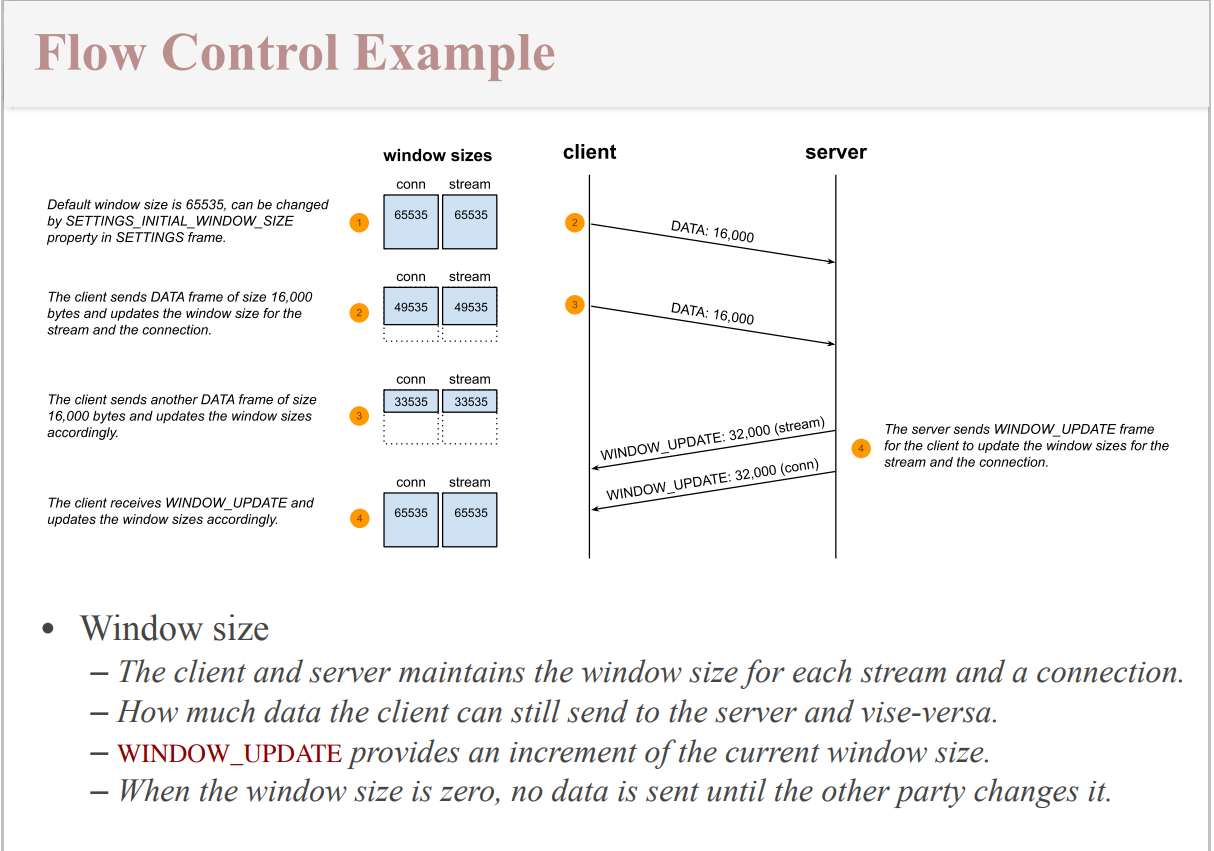 Flow Control Example
window sizes
client
server
conn stream
Default window size is 65535, can be changed
by SETTINGS_INITIAL_WINDOW_SIZE
property in SETTINGS frame.
1
65535 65535
2
DATA: 16,000
conn stream
The client sends DATA frame of size 16,000
bytes and updates the window size for the
stream and the connection.
2
49535 49535
3
DATA: 16,000
conn stream
The client sends another DATA frame of size
16,000 bytes and updates the window sizes
accordingly.
3
33535 33535
WINDOW_UPDATE: 32,000 (stream)
WINDOW_UPDATE: 32,000 (conn)
4
The server sends WINDOW_UPDATE frame
for the client to update the window sizes for the
stream and the connection.
conn stream
The client receives WINDOW_UPDATE and
updates the window sizes accordingly.
4
65535 65535
• Window size
– The client and server maintains the window size for each stream and a connection.
– How much data the client can still send to the server and vise-versa.
– WINDOW_UPDATE provides an increment of the current window size.
– When the window size is zero, no data is sent until the other party changes it.